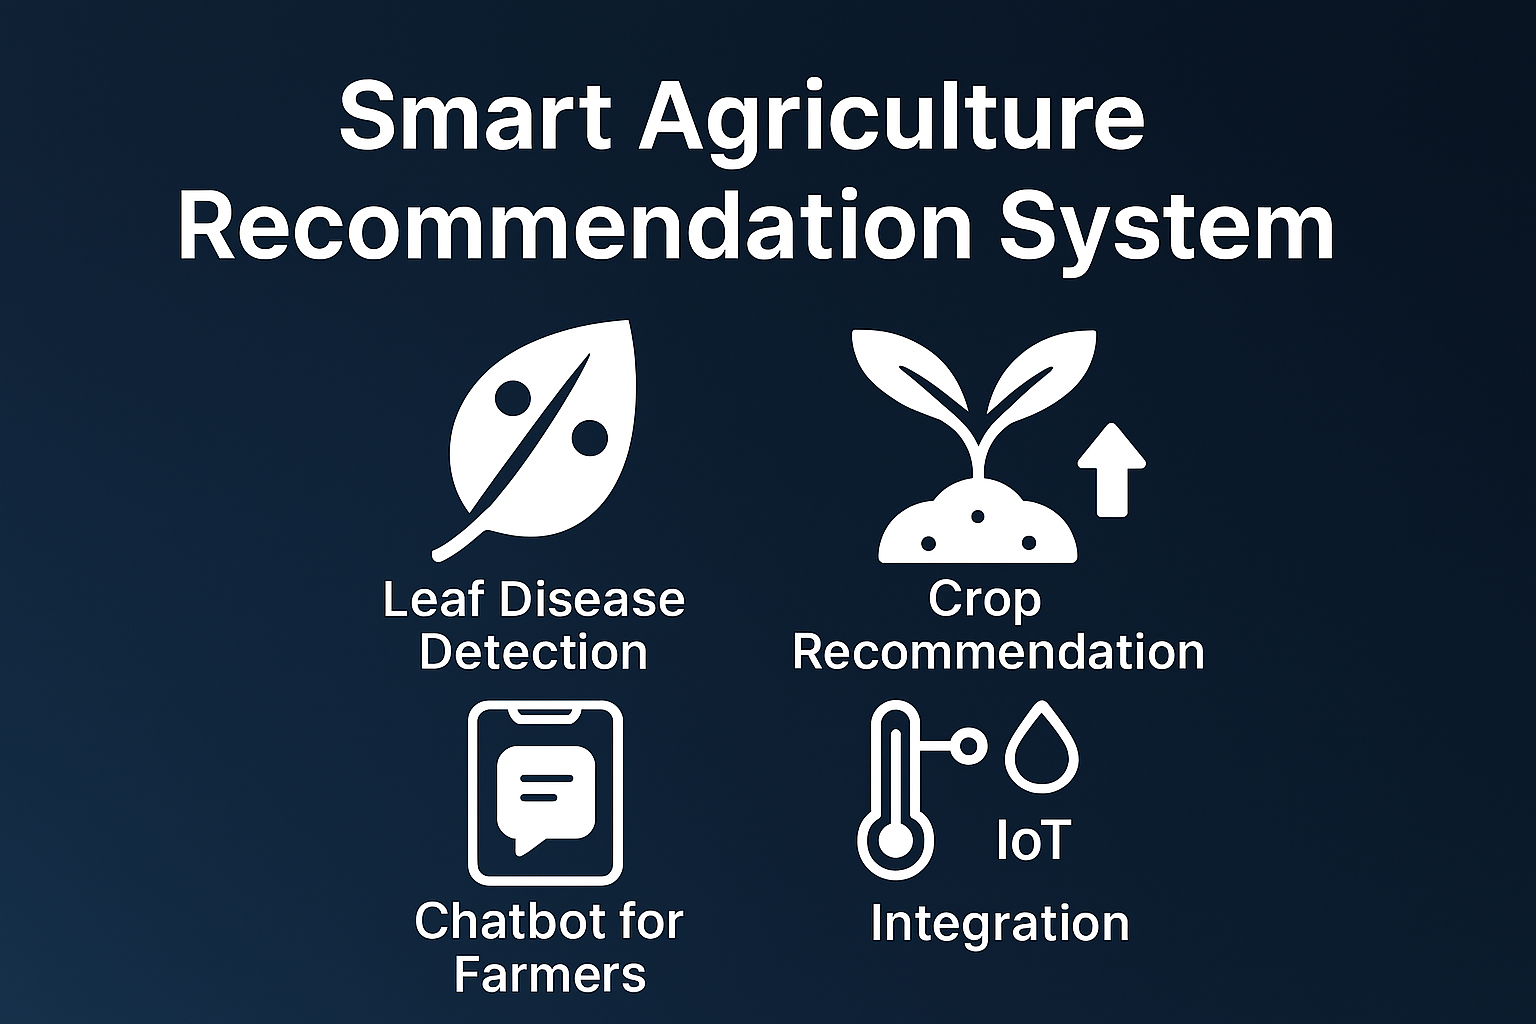 Smart Agriculture
Recommendation System
Leaf Disease
Detection
Crop
Recommendation
Chatbot for
Farmers
IoT
Integration